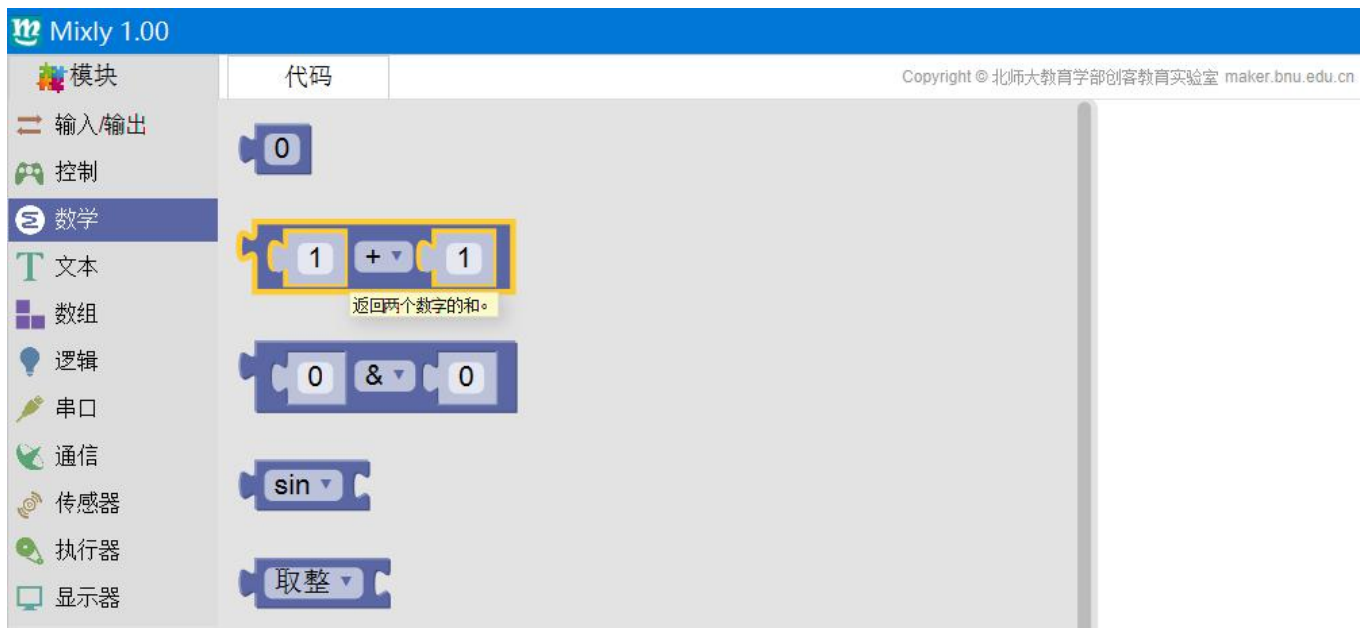 Mixly 1.00
模块
代码
Copyright © 北师大教育学部创客教育实验室 maker.bnu.edu.cn
输入/输出
控制
数学
文本
数组
逻辑
串口
通信
传感器
执行器
显示器
0
1 + 1
返回两个数字的和。
0 & 0
sin
取整